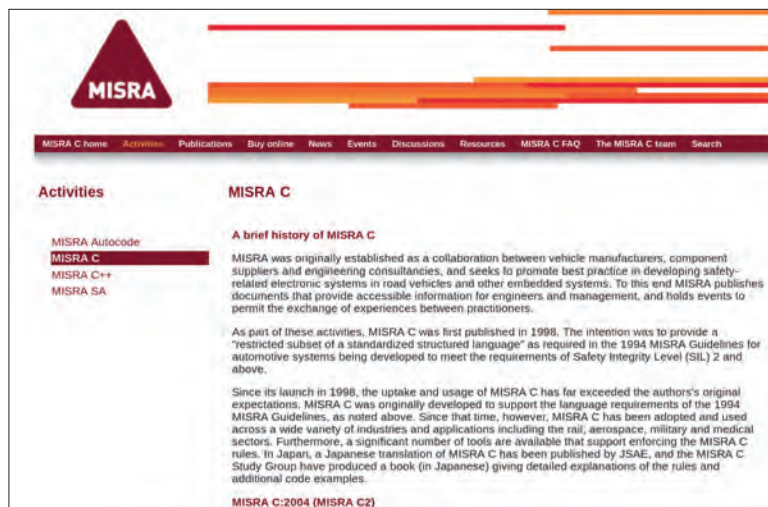 MISRA
MISRA C home Activities Publications Buy online News Events Discussions Resources MISRA C FAQ The MISRA C team Search
Activities
MISRA C
MISRA Autocode
MISRA C
MISRA C++
MISRA SA
A brief history of MISRA C
MISRA was originally established as a collaboration between vehicle manufacturers, component
suppliers and engineering consultancies, and seeks to promote best practice in developing safety-
related electronic systems in road vehicles and other embedded systems. To this end MISRA publishes
documents that provide accessible information for engineers and management, and holds events to
permit the exchange of experiences between practitioners.
As part of these activities, MISRA C was first published in 1998. The intention was to provide a
"restricted subset of a standardized structured language" as required in the 1994 MISRA Guidelines for
automotive systems being developed to meet the requirements of Safety Integrity Level (SIL) 2 and
above.
Since its launch in 1998, the uptake and usage of MISRA C has far exceeded the authors's original
expectations. MISRA C was originally developed to support the language requirements of the 1994
MISRA Guidelines, as noted above. Since that time, however, MISRA C has been adopted and used
across a wide variety of industries and applications including the rail, aerospace, military and medical
sectors. Furthermore, a significant number of tools are available that support enforcing the MISRA C
rules. In Japan, a Japanese translation of MISRA C has been published by JSAE, and the MISRA C
Study Group have produced a book (in Japanese) giving detailed explanations of the rules and
additional code examples.
MISRA C:2004 (MISRA C2)